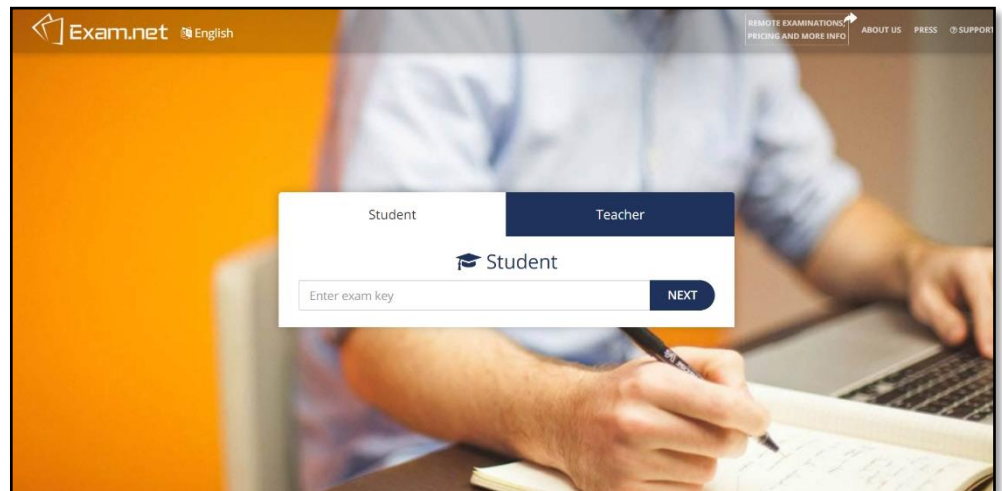 Exam.net English
REMOTE EXAMINATIONS,
PRICING AND MORE INFO
ABOUT US PRESS SUPPORT
Student Teacher
Student
Enter exam key NEXT